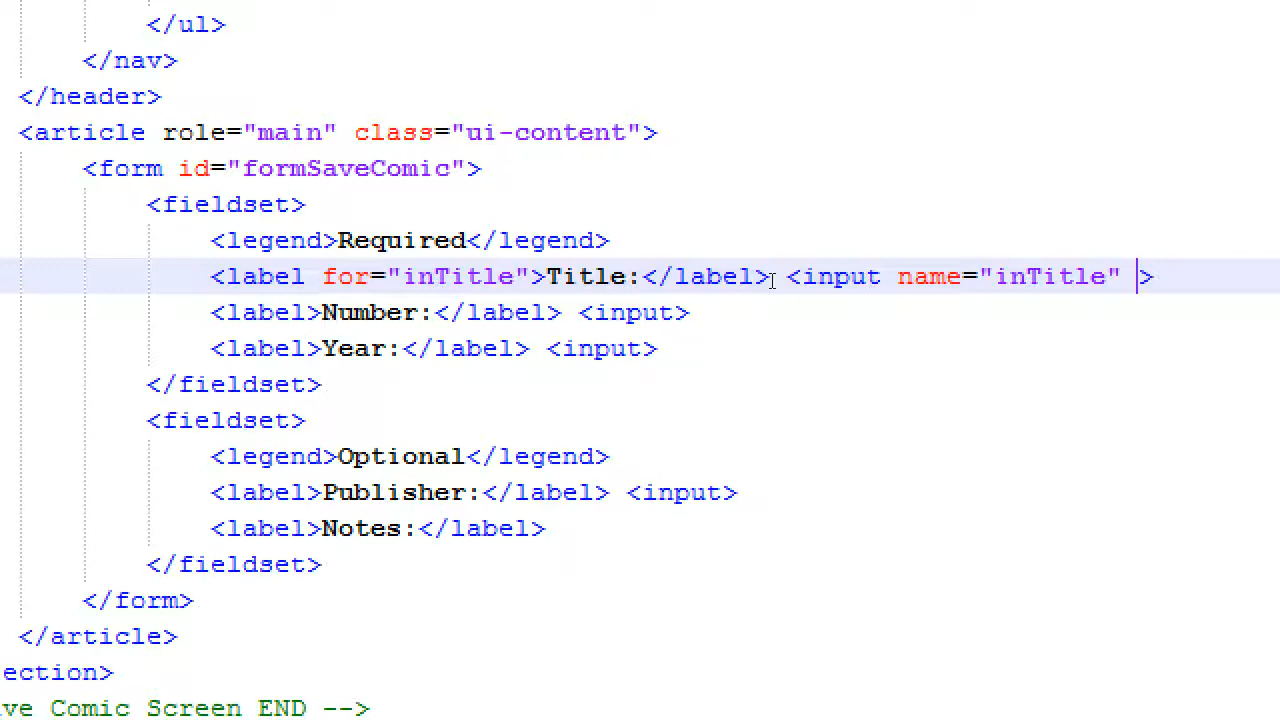 </ul>
</nav>
</header>
<article role="main" class="ui-content">
<form id="formSaveComic">
<fieldset>
<legend>Required</legend>
<label for="inTitle">Title:</label> <input name="inTitle" >
<label>Number:</label> <input>
<label>Year:</label> <input>
</fieldset>
<fieldset>
<legend>Optional</legend>
<label>Publisher:</label> <input>
<label>Notes:</label>
</fieldset>
</form>
</article>
ection>
ve Comic Screen END -->